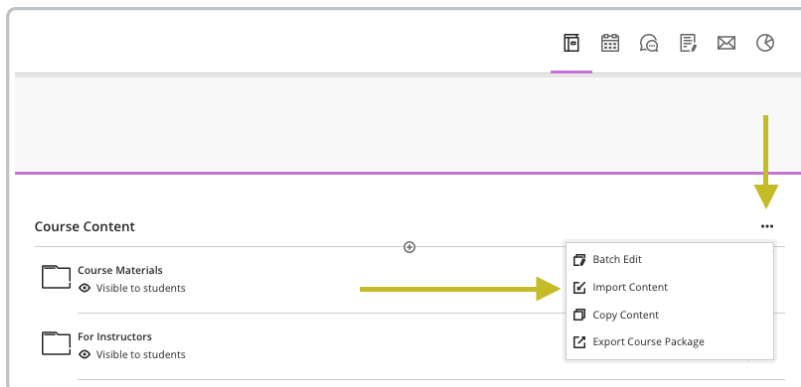 Course Content
Course Materials
Visible to students
For Instructors
Visible to students
Batch Edit
Import Content
Copy Content
Export Course Package